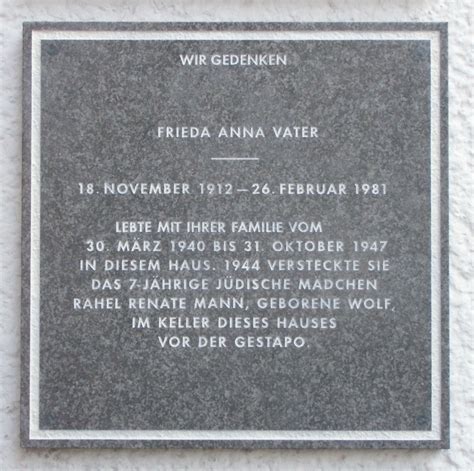 WIR GEDENKEN
FRIEDA ANNA VATER
18. NOVEMBER 1912 – 26. FEBRUAR 1981
LEBTE MIT IHRER FAMILIE VOM
30. MÄRZ 1940 BIS 31. OKTOBER 1947
IN DIESEM HAUS. 1944 VERSTECKTE SIE
DAS 7-JÄHRIGE JÜDISCHE MÄDCHEN
RAHEL RENATE MANN, GEBORENE WOLF,
IM KELLER DIESES HAUSES
VOR DER GESTAPO.